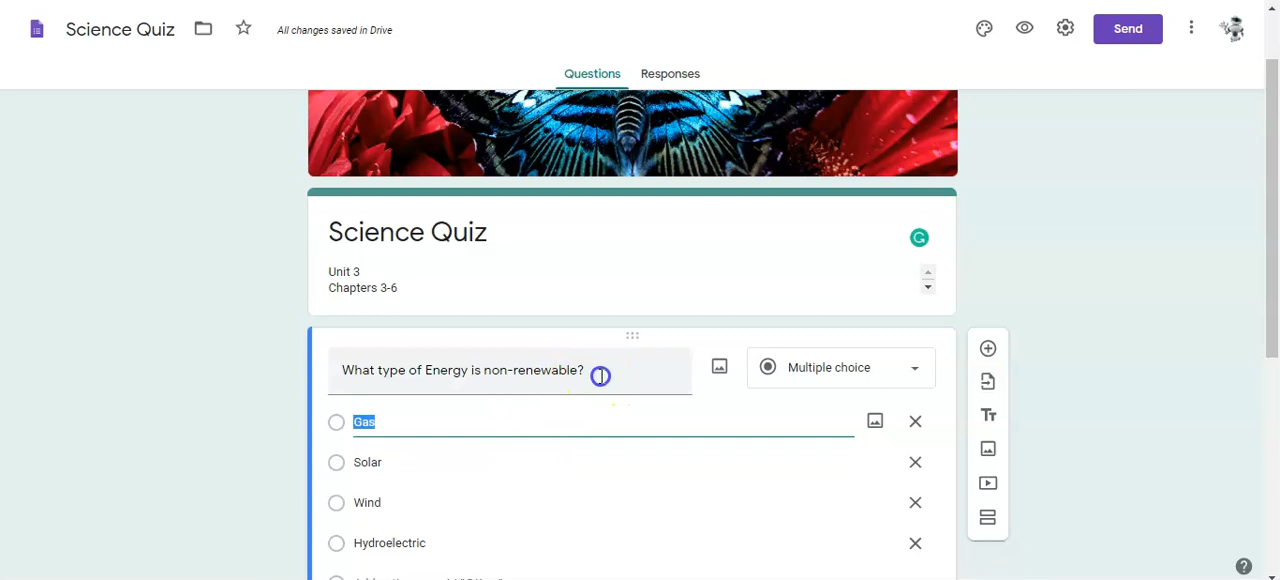 Science Quiz
All changes saved in Drive
Send
Questions
Responses
Science Quiz
Unit 3
Chapters 3-6
What type of Energy is non-renewable?
Multiple choice
Gas
Solar
Wind
Hydroelectric